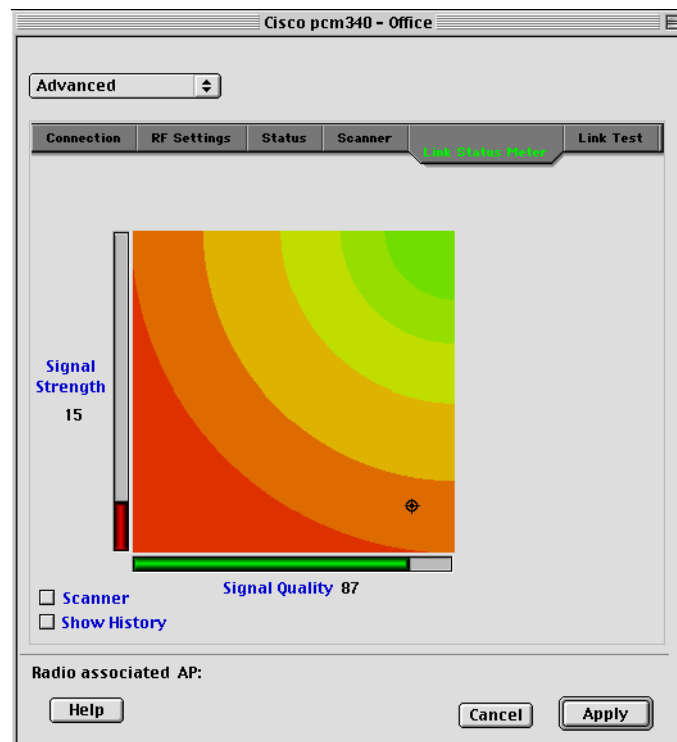 Cisco pcm340 - Office
Advanced
Connection RF Settings Status Scanner Link Status Meter Link Test
Signal
Strength
15
Signal Quality 87
Scanner
Show History
Radio associated AP:
Help Cancel Apply